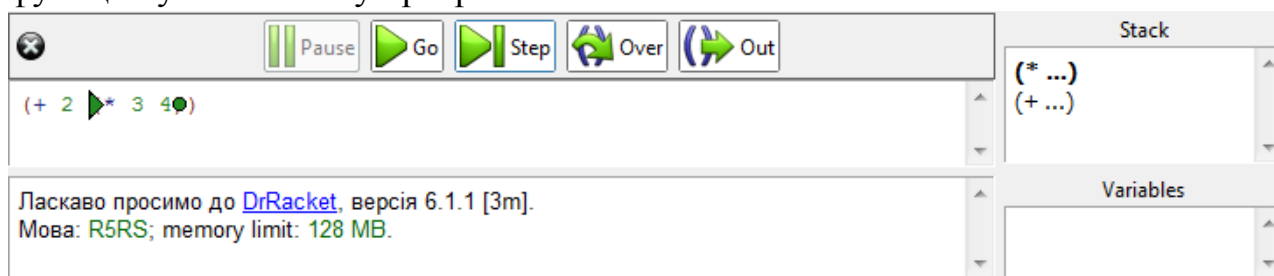 Pause Go Step Over Out
Stack
(* ...)
(+ ...)
(+ 2 * 3 4)
Ласкаво просимо до DrRacket, версія 6.1.1 [3m].
Мова: R5RS; memory limit: 128 MB.
Variables